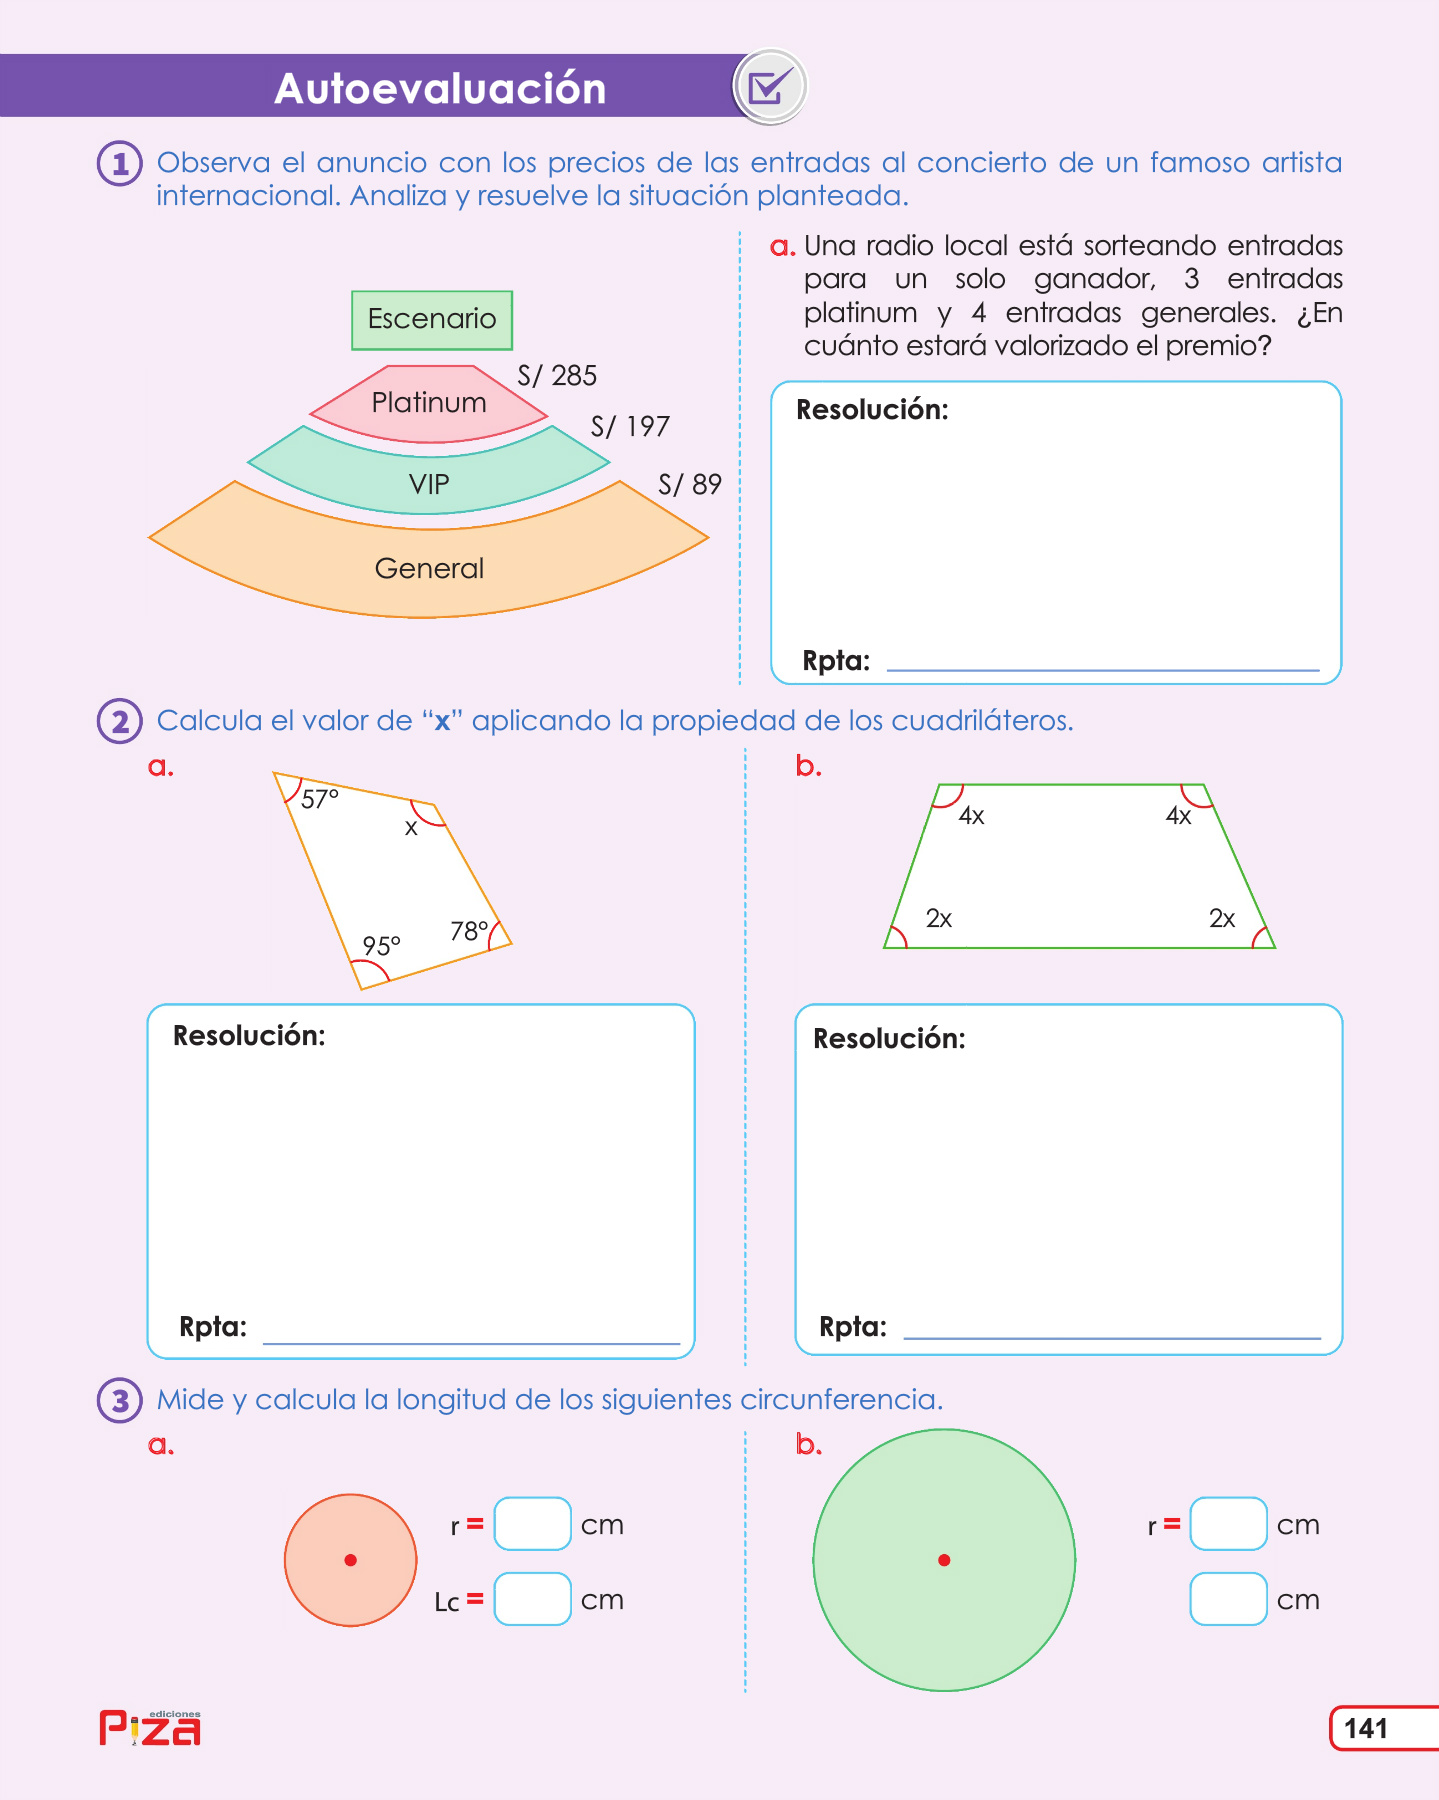 Autoevaluación
1 Observa el anuncio con los precios de las entradas al concierto de un famoso artista
internacional. Analiza y resuelve la situación planteada.
Escenario
Platinum
S/ 285
VIP
S/ 197
General
S/ 89
a. Una radio local está sorteando entradas
para un solo ganador, 3 entradas
platinum y 4 entradas generales. ¿En
cuánto estará valorizado el premio?
Resolución:
Rpta:
2 Calcula el valor de “x” aplicando la propiedad de los cuadriláteros.
a.
57°
x
95°
78°
Resolución:
Rpta:
b.
4x
4x
2x
2x
Resolución:
Rpta:
3 Mide y calcula la longitud de los siguientes circunferencia.
a.
r = cm
Lc = cm
b.
r = cm
cm
ediciones
Piza
141